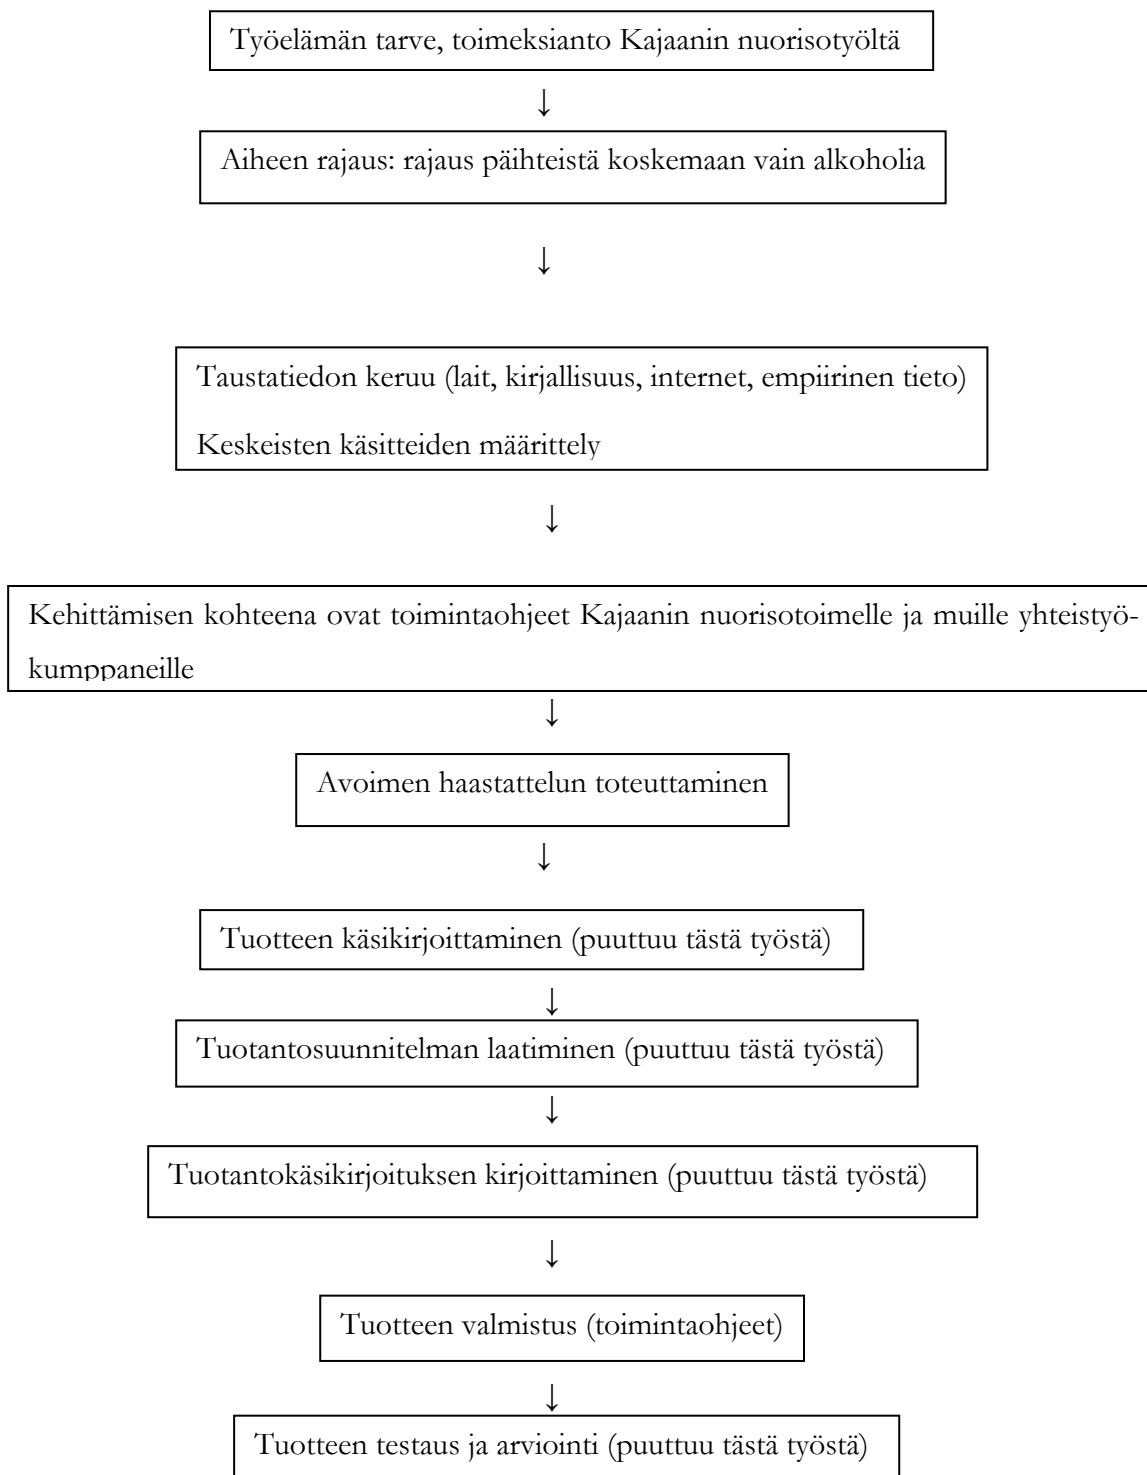 Työelämän tarve, toimeksianto Kajaanin nuorisotyöltä
↓
Aiheen rajaus: rajaus päihteistä koskemaan vain alkoholia
↓
Taustatiedon keruu (lait, kirjallisuus, internet, empiirinen tieto)
Keskeisten käsitteiden määrittely
↓
Kehittämisen kohteena ovat toimintaohjeet Kajaanin nuorisotoimelle ja muille yhteistyö-
kumppaneille
↓
Avoimen haastattelun toteuttaminen
↓
Tuotteen käsikirjoittaminen (puuttuu tästä työstä)
↓
Tuotantosuunnitelman laatiminen (puuttuu tästä työstä)
↓
Tuotantokäsikirjoituksen kirjoittaminen (puuttuu tästä työstä)
↓
Tuotteen valmistus (toimintaohjeet)
↓
Tuotteen testaus ja arviointi (puuttuu tästä työstä)